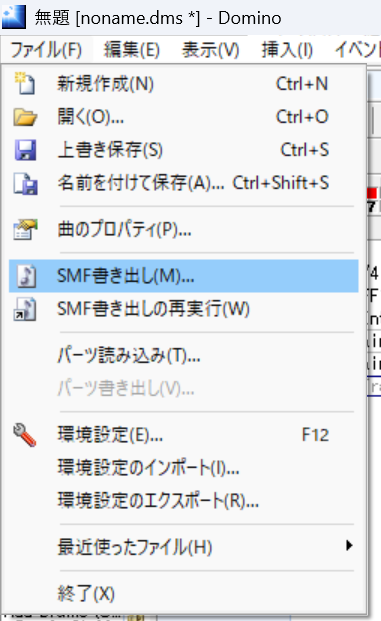 無題 [noname.dms *] - Domino
ファイル(F) 編集(E) 表示(V) 挿入(I) イベン
新規作成(N) Ctrl+N
開く(O)... Ctrl+O
上書き保存(S) Ctrl+S
名前を付けて保存(A)... Ctrl+Shift+S
曲のプロパティ(P)...
SMF書き出し(M)...
SMF書き出しの再実行(W)
パーツ読み込み(T)...
パーツ書き出し(V)...
環境設定(E)... F12
環境設定のインポート(I)...
環境設定のエクスポート(R)...
最近使ったファイル(H)
終了(X)